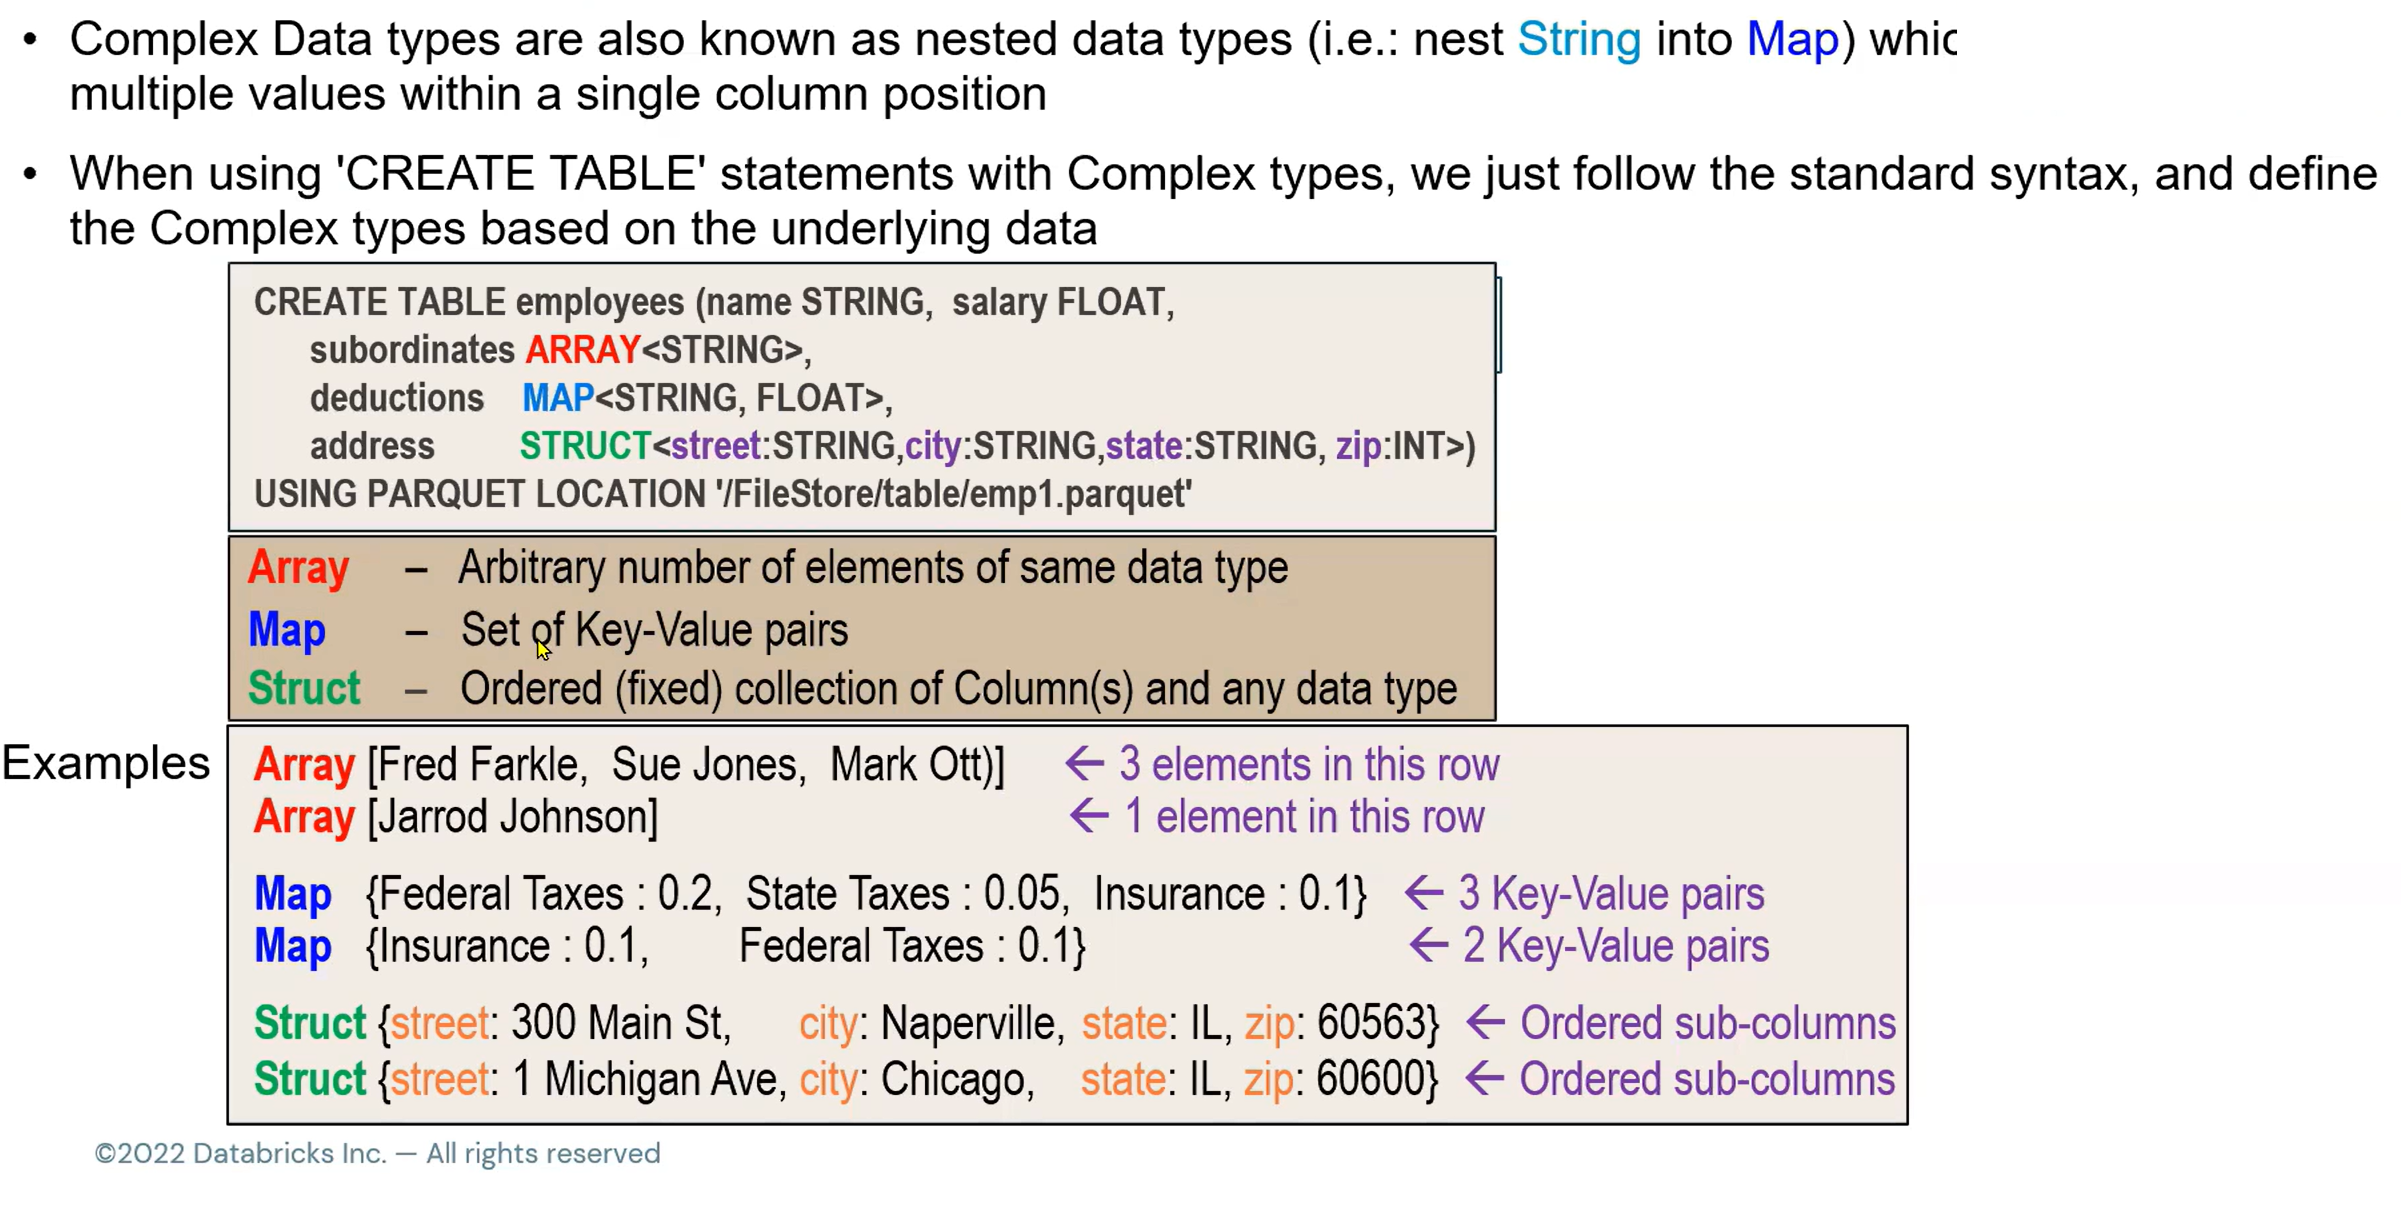 • Complex Data types are also known as nested data types (i.e.: nest String into Map)
multiple values within a single column position
• When using 'CREATE TABLE' statements with Complex types, we just follow the standard syntax, and define
the Complex types based on the underlying data
CREATE TABLE employees (name STRING, salary FLOAT,
subordinates ARRAY<STRING>,
deductions MAP<STRING, FLOAT>,
address STRUCT<street:STRING,city:STRING,state:STRING, zip:INT>)
USING PARQUET LOCATION '/FileStore/table/emp1.parquet'
Array – Arbitrary number of elements of same data type
Map – Set of Key-Value pairs
Struct – Ordered (fixed) collection of Column(s) and any data type
Examples
Array [Fred Farkle, Sue Jones, Mark Ott)] ← 3 elements in this row
Array [Jarrod Johnson] ← 1 element in this row
Map {Federal Taxes : 0.2, State Taxes : 0.05, Insurance : 0.1} ← 3 Key-Value pairs
Map {Insurance : 0.1, Federal Taxes : 0.1} ← 2 Key-Value pairs
Struct {street: 300 Main St, city: Naperville, state: IL, zip: 60563} ← Ordered sub-columns
Struct {street: 1 Michigan Ave, city: Chicago, state: IL, zip: 60600} ← Ordered sub-columns
©2022 Databricks Inc. — All rights reserved